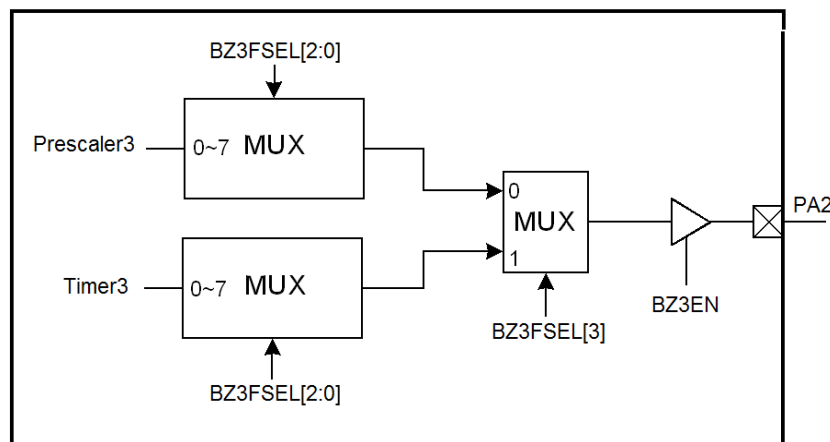 BZ3FSEL[2:0]
Prescaler3
0~7 MUX
0
MUX
1
PA2
Timer3
0~7 MUX
BZ3EN
BZ3FSEL[3]
BZ3FSEL[2:0]